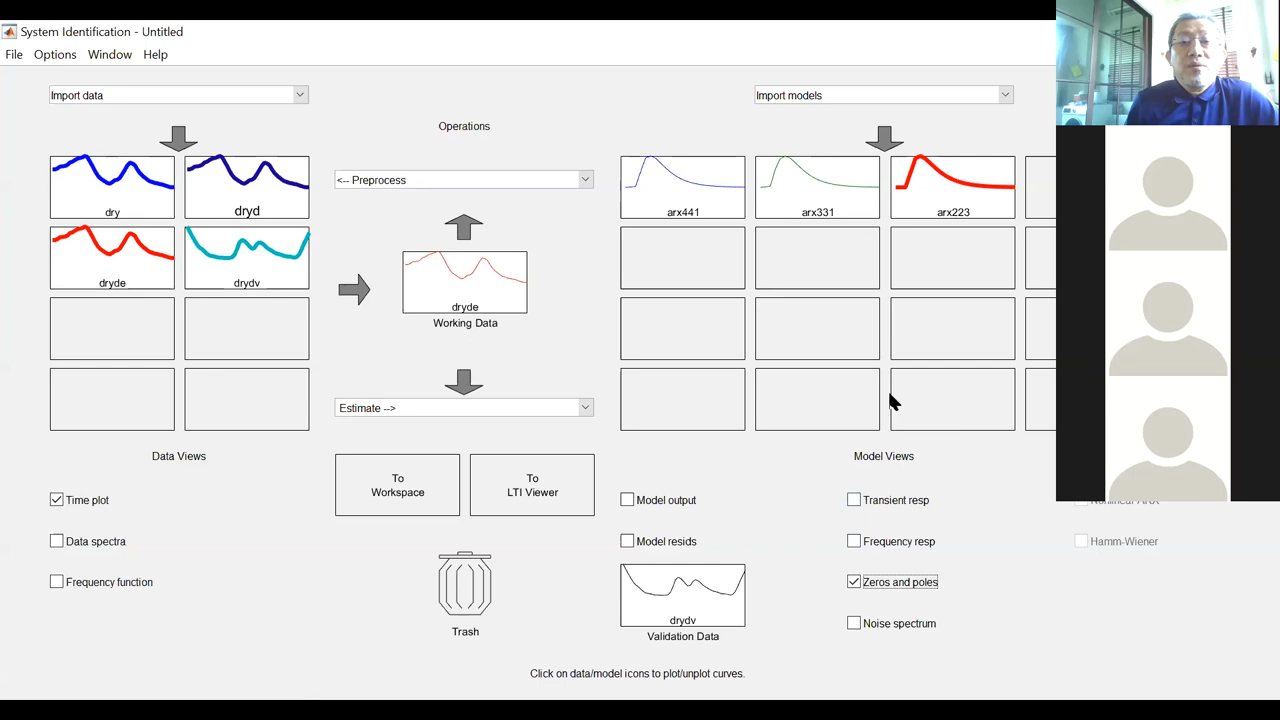 System Identification - Untitled
File Options Window Help
Import data
Import models
Operations
<-- Preprocess
dry
dryd
arx441
arx331
arx223
dryde
drydv
dryde
Working Data
Estimate -->
Data Views
Model Views
To
Workspace
To
LTI Viewer
Time plot
Model output
Transient resp
Nonlinear ARX
Data spectra
Model resids
Frequency resp
Hamm-Wiener
Frequency function
Zeros and poles
drydv
Noise spectrum
Trash
Validation Data
Click on data/model icons to plot/unplot curves.